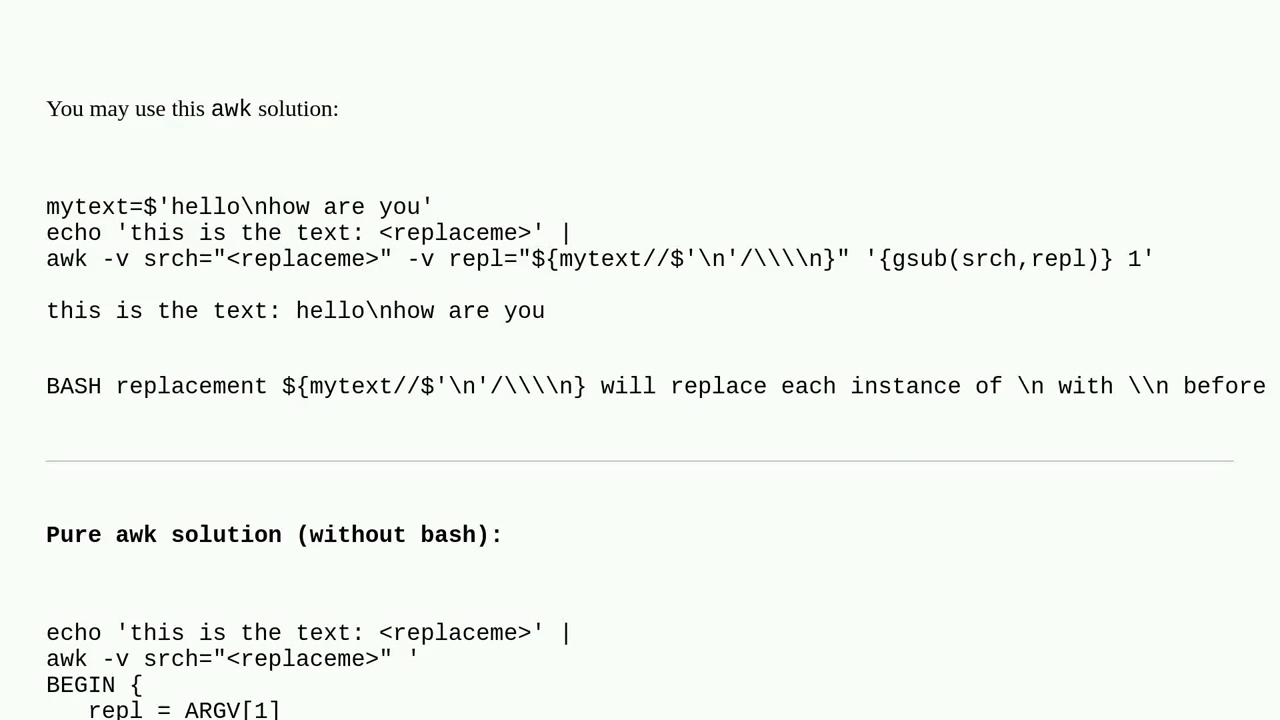 You may use this awk solution:
mytext=$'hello\nhow are you'
echo 'this is the text: <replaceme>' |
awk -v srch="<replaceme>" -v repl="${mytext//$'\n'/\\\\n}" '{gsub(srch,repl)} 1'
this is the text: hello\nhow are you
BASH replacement ${mytext//$'\n'/\\\\n} will replace each instance of \n with \\n before
Pure awk solution (without bash):
echo 'this is the text: <replaceme>' |
awk -v srch="<replaceme>" '
BEGIN {
   repl = ARGV[1]